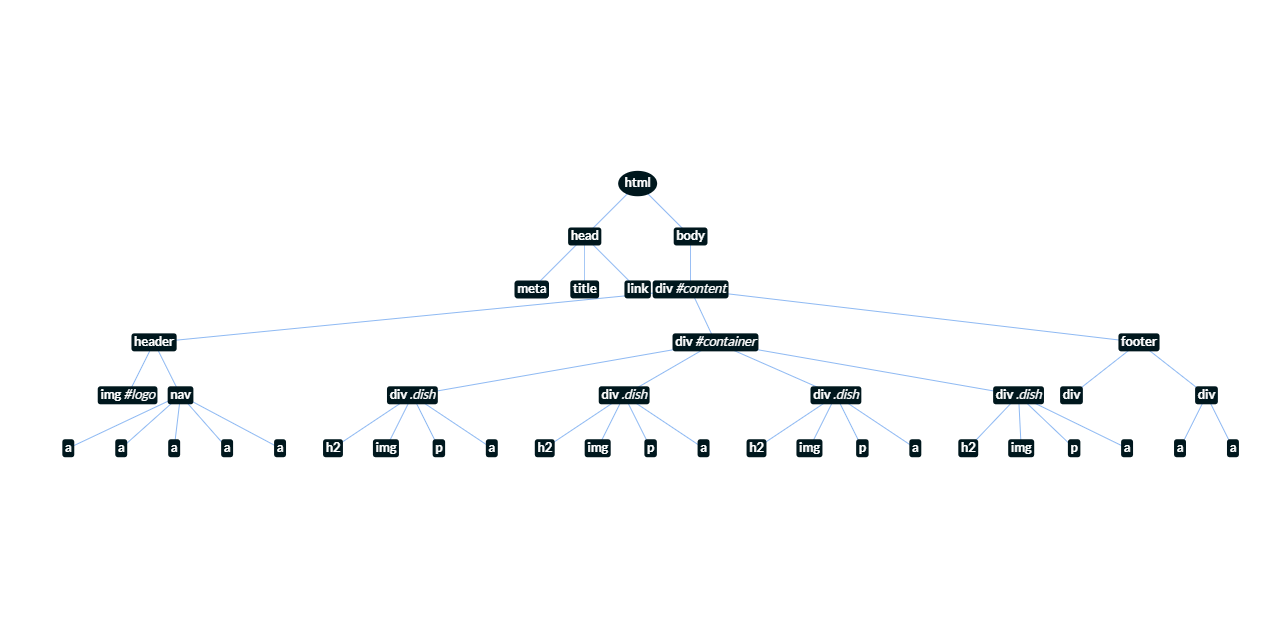 html
head body
meta title link div #content
header div #container footer
img #logo nav div .dish div .dish div .dish div .dish div div
a a a a a h2 img p a h2 img p a h2 img p a h2 img p a a a